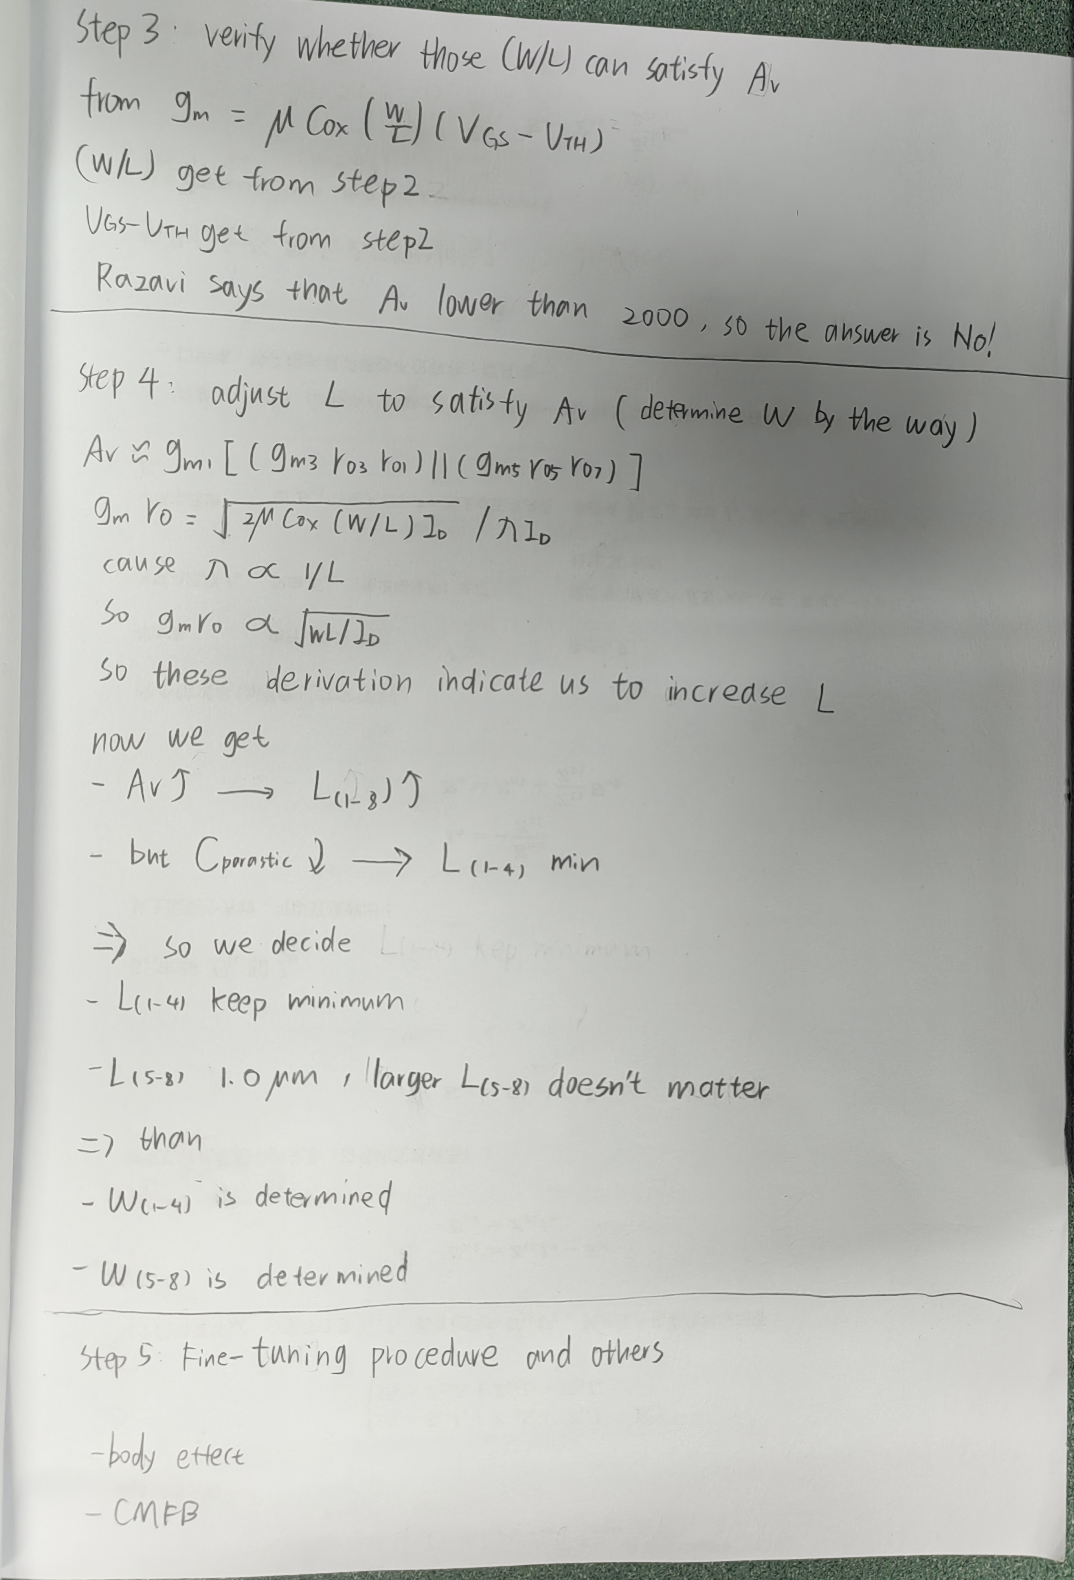 Step 3: verify whether those (W/L) can satisfy Av
from gm = μ Cox (W/L) (VGS - VTH)
(W/L) get from step2
VGS-VTH get from step2
Razavi says that Av lower than 2000, so the answer is No!
Step 4: adjust L to satisfy Av (determine W by the way)
Av ≈ gm1 [(gm3 ro3 ro1) || (gm5 ro5 ro7)]
gm ro = √(2μ Cox (W/L) ID) / λID
cause λ ∝ 1/L
So gmro ∝ √(WL/ID)
so these derivation indicate us to increase L
now we get
- Av↑ → L(1-8)↑
- but Cparastic ↓ → L(1-4) min
⇒ so we decide
- L(1-4) keep minimum
- L(5-8) 1.0 μm, larger L(5-8) doesn't matter
=> than
- W(1-4) is determined
- W(5-8) is determined
Step 5: Fine-tuning procedure and others
- body effect
- CMFB